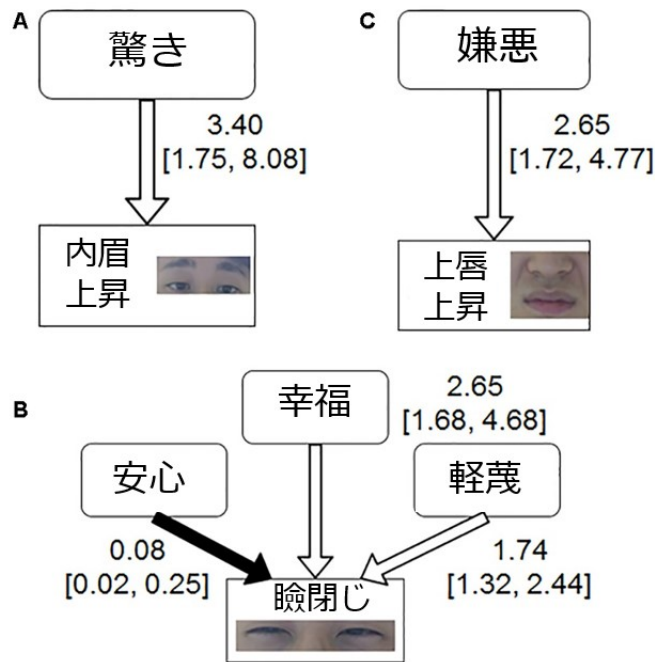 A
驚き
3.40
[1.75, 8.08]
内眉
上昇
C
嫌悪
2.65
[1.72, 4.77]
上唇
上昇
B
幸福
2.65
[1.68, 4.68]
安心
軽蔑
0.08
[0.02, 0.25]
1.74
[1.32, 2.44]
瞼閉じ